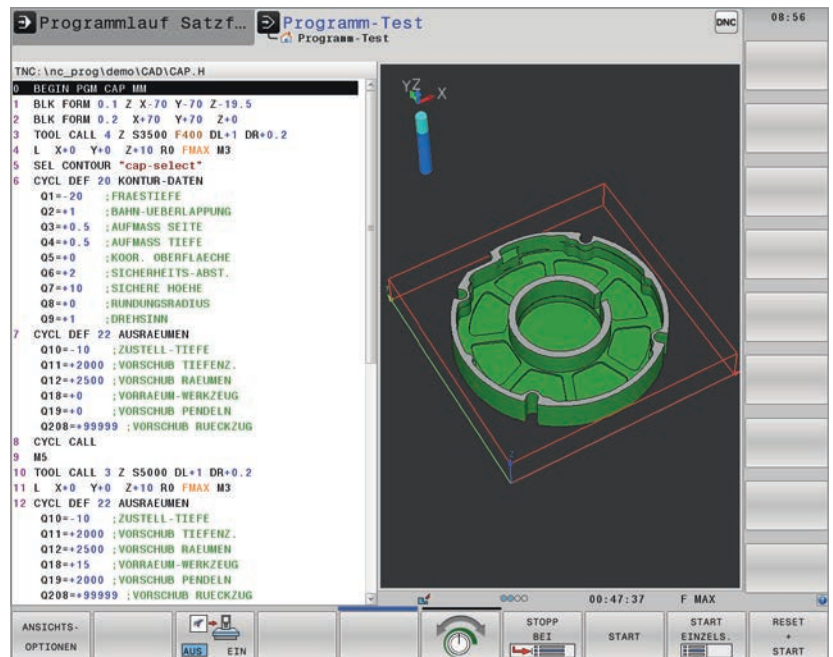 Programmlauf Satzf…
Programm-Test
Programm-Test
DNC
08:56
TNC:\nc_prog\demo\CAD\CAP.H
0 BEGIN PGM CAP MM
1 BLK FORM 0.1 Z X-70 Y-70 Z-19.5
2 BLK FORM 0.2 X+70 Y+70 Z+0
3 TOOL CALL 4 Z S3500 F400 DL+1 DR+0.2
4 L X+0 Y+0 Z+10 R0 FMAX M3
5 SEL CONTOUR "cap-select"
6 CYCL DEF 20 KONTUR-DATEN
Q1=-20 ;FRAESTIEFE
Q2=+1 ;BAHN-UEBERLAPPUNG
Q3=+0.5 ;AUFMASS SEITE
Q4=+0.5 ;AUFMASS TIEFE
Q5=+0 ;KOOR. OBERFLAECHE
Q6=+2 ;SICHERHEITS-ABST.
Q7=+10 ;SICHERE HOEHE
Q8=+0 ;RUNDUNGSRADIUS
Q9=+1 ;DREHSINN
7 CYCL DEF 22 AUSRAEUMEN
Q10=-10 ;ZUSTELL-TIEFE
Q11=+2000 ;VORSCHUB TIEFENZ.
Q12=+2500 ;VORSCHUB RAEUMEN
Q18=+0 ;VORRAEUM-WERKZEUG
Q19=+0 ;VORSCHUB PENDELN
Q208=+99999 ;VORSCHUB RUECKZUG
8 CYCL CALL
9 M5
10 TOOL CALL 3 Z S5000 DL+1 DR+0.2
11 L X+0 Y+0 Z+10 R0 FMAX M3
12 CYCL DEF 22 AUSRAEUMEN
Q10=-10 ;ZUSTELL-TIEFE
Q11=+2000 ;VORSCHUB TIEFENZ.
Q12=+2500 ;VORSCHUB RAEUMEN
Q18=+15 ;VORRAEUM-WERKZEUG
Q19=+2000 ;VORSCHUB PENDELN
Q208=+99999 ;VORSCHUB RUECKZUG
YZ X
Z
00:47:37 F MAX
ANSICHTS-
OPTIONEN
AUS EIN
STOPP
BEI
START
START
EINZELS.
RESET
+
START